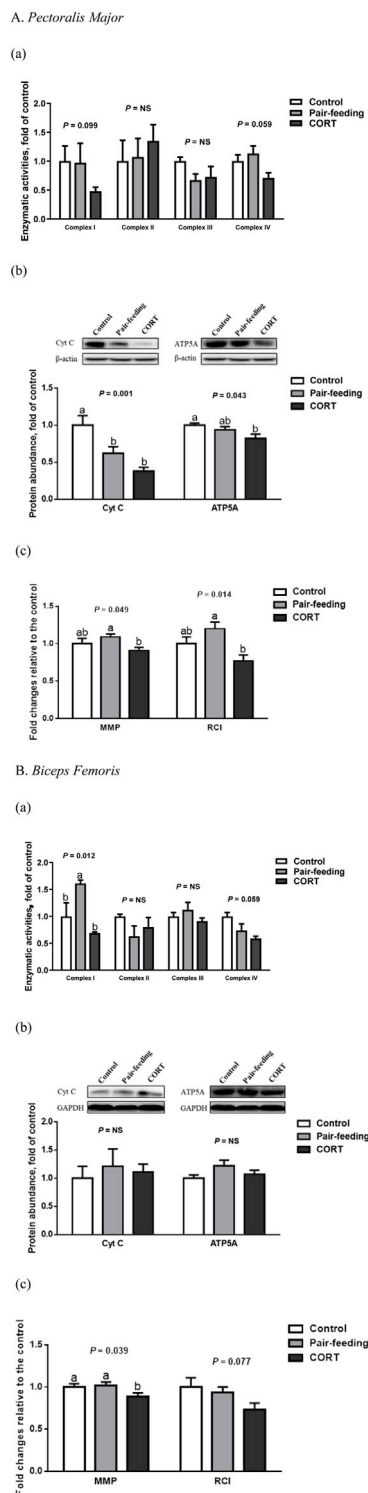 A. Pectoralis Major
(a)
Enzymatic activities, fold of control
2.0
1.5
1.0
0.5
0.0
P = 0.099
P = NS
P = NS
P = 0.059
Control
Pair-feeding
CORT
Complex I
Complex II
Complex III
Complex IV
(b)
Control
Pair-feeding
CORT
Control
Pair-feeding
CORT
Cyt C
β-actin
ATP5A
β-actin
Protein abundance, fold of control
1.5
1.0
0.5
0.0
P = 0.001
P = 0.043
a
b
b
a
ab
b
Control
Pair-feeding
CORT
Cyt C
ATP5A
(c)
Fold changes relative to the control
1.5
1.0
0.5
0.0
P = 0.049
P = 0.014
ab
a
b
ab
a
b
Control
Pair-feeding
CORT
MMP
RCI
B. Biceps Femoris
(a)
Enzymatic activities, fold of control
2.0
1.5
1.0
0.5
0.0
P = 0.012
P = NS
P = NS
P = 0.059
b
a
b
Control
Pair-feeding
CORT
Complex I
Complex II
Complex III
Complex IV
(b)
Control
Pair-feeding
CORT
Control
Pair-feeding
CORT
Cyt C
GAPDH
ATP5A
GAPDH
Protein abundance, fold of control
2.0
1.5
1.0
0.5
0.0
P = NS
P = NS
Control
Pair-feeding
CORT
Cyt C
ATP5A
(c)
Fold changes relative to the control
1.5
1.0
0.5
0.0
P = 0.039
P = 0.077
a
a
b
Control
Pair-feeding
CORT
MMP
RCI